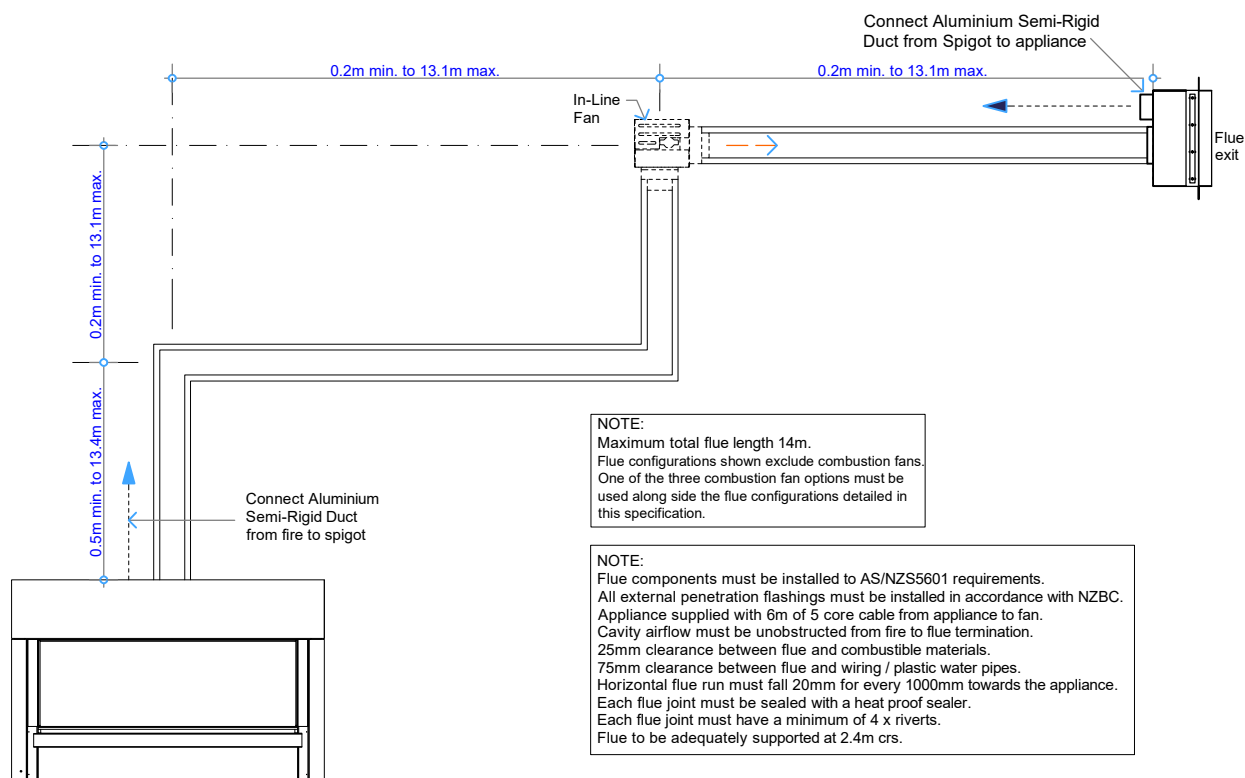 Connect Aluminium Semi-Rigid
Duct from Spigot to appliance
0.2m min. to 13.1m max.
0.2m min. to 13.1m max.
In-Line
Fan
Flue
exit
0.2m min. to 13.1m max.
0.5m min. to 13.4m max.
Connect Aluminium
Semi-Rigid Duct
from fire to spigot
NOTE:
Maximum total flue length 14m.
Flue configurations shown exclude combustion fans.
One of the three combustion fan options must be
used along side the flue configurations detailed in
this specification.
NOTE:
Flue components must be installed to AS/NZS5601 requirements.
All external penetration flashings must be installed in accordance with NZBC.
Appliance supplied with 6m of 5 core cable from appliance to fan.
Cavity airflow must be unobstructed from fire to flue termination.
25mm clearance between flue and combustible materials.
75mm clearance between flue and wiring / plastic water pipes.
Horizontal flue run must fall 20mm for every 1000mm towards the appliance.
Each flue joint must be sealed with a heat proof sealer.
Each flue joint must have a minimum of 4 x riverts.
Flue to be adequately supported at 2.4m crs.